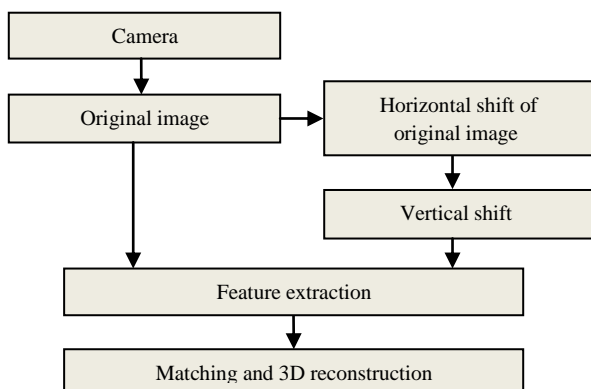 Camera
Original image
Horizontal shift of
original image
Vertical shift
Feature extraction
Matching and 3D reconstruction